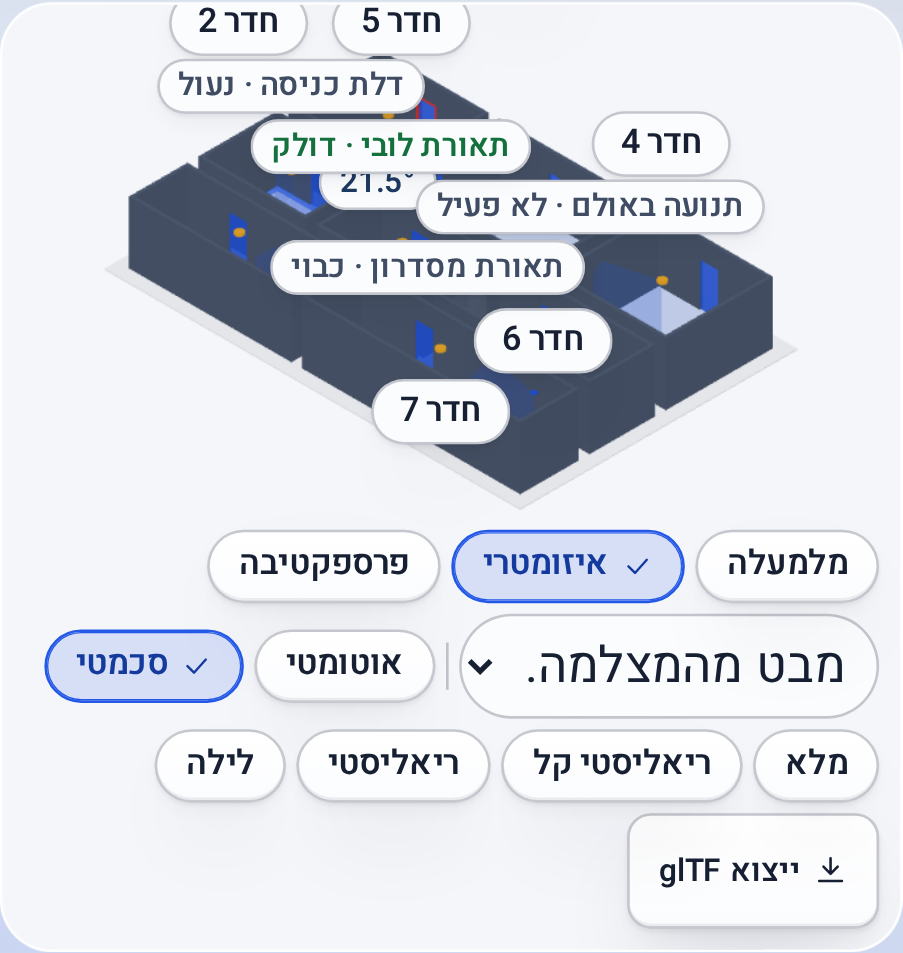 חדר 5
חדר 2
דלת כניסה · נעול
חדר 4
תאורת לובי · דולק
21.5°
תנועה באולם · לא פעיל
תאורת מסדרון · כבוי
חדר 6
חדר 7
מלמעלה
איזומטרי
פרספקטיבה
מבט מהמצלמה.
אוטומטי
סכמטי
מלא
ריאליסטי קל
ריאליסטי
לילה
ייצוא glTF